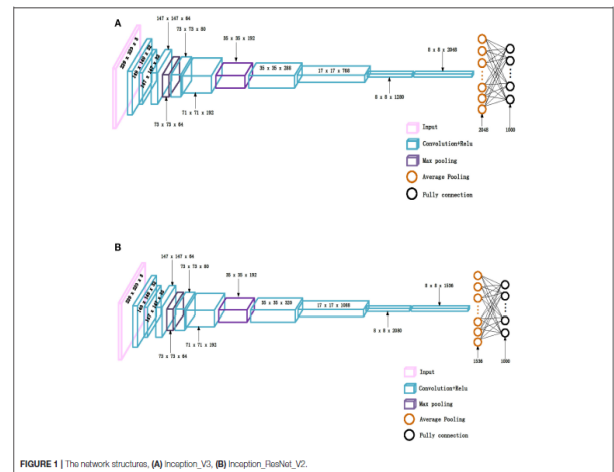 A
147 x 147 x 64
73 x 73 x 80
35 x 35 x 192
8 x 8 x 2048
35 x 35 x 288
17 x 17 x 768
8 x 8 x 1280
71 x 71 x 192
73 x 73 x 64
2048
1000
Input
Convolution+Relu
Max pooling
Average Pooling
Fully connection
B
147 x 147 x 64
73 x 73 x 80
35 x 35 x 192
8 x 8 x 1536
35 x 35 x 320
17 x 17 x 1088
8 x 8 x 2080
71 x 71 x 192
73 x 73 x 64
1000
Input
Convolution+Relu
Max pooling
Average Pooling
Fully connection
FIGURE 1 | The network structures, (A) Inception_V3, (B) Inception_ResNet_V2.